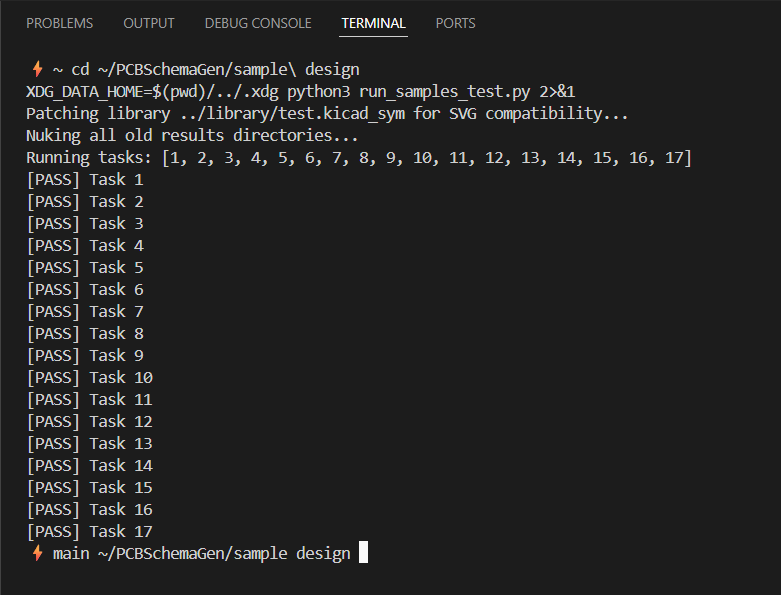 PROBLEMS OUTPUT DEBUG CONSOLE TERMINAL PORTS
~ cd ~/PCBSchemaGen/sample\ design
XDG_DATA_HOME=$(pwd)/../.xdg python3 run_samples_test.py 2>&1
Patching library ../library/test.kicad_sym for SVG compatibility...
Nuking all old results directories...
Running tasks: [1, 2, 3, 4, 5, 6, 7, 8, 9, 10, 11, 12, 13, 14, 15, 16, 17]
[PASS] Task 1
[PASS] Task 2
[PASS] Task 3
[PASS] Task 4
[PASS] Task 5
[PASS] Task 6
[PASS] Task 7
[PASS] Task 8
[PASS] Task 9
[PASS] Task 10
[PASS] Task 11
[PASS] Task 12
[PASS] Task 13
[PASS] Task 14
[PASS] Task 15
[PASS] Task 16
[PASS] Task 17
main ~/PCBSchemaGen/sample design